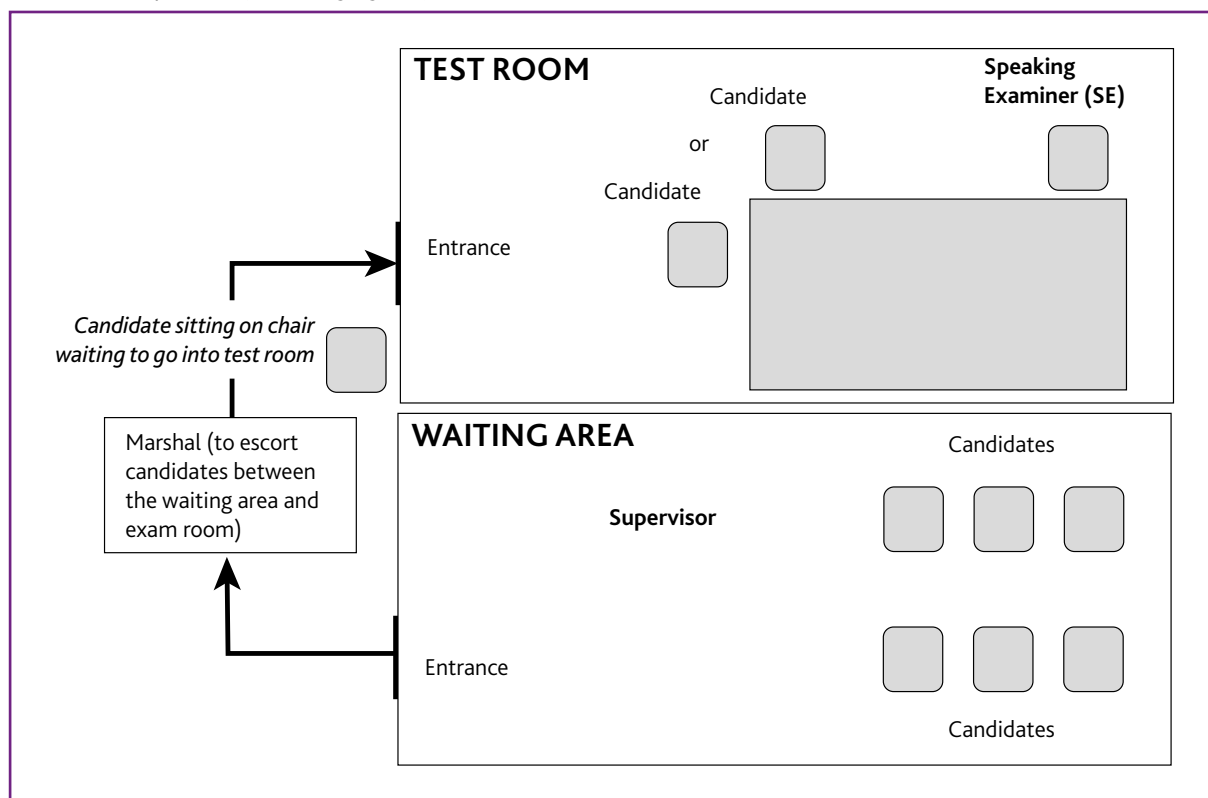 TEST ROOM
Speaking
Examiner (SE)
Candidate
or
Candidate
Entrance
Candidate sitting on chair
waiting to go into test room
Marshal (to escort
candidates between
the waiting area and
exam room)
WAITING AREA
Candidates
Supervisor
Entrance
Candidates